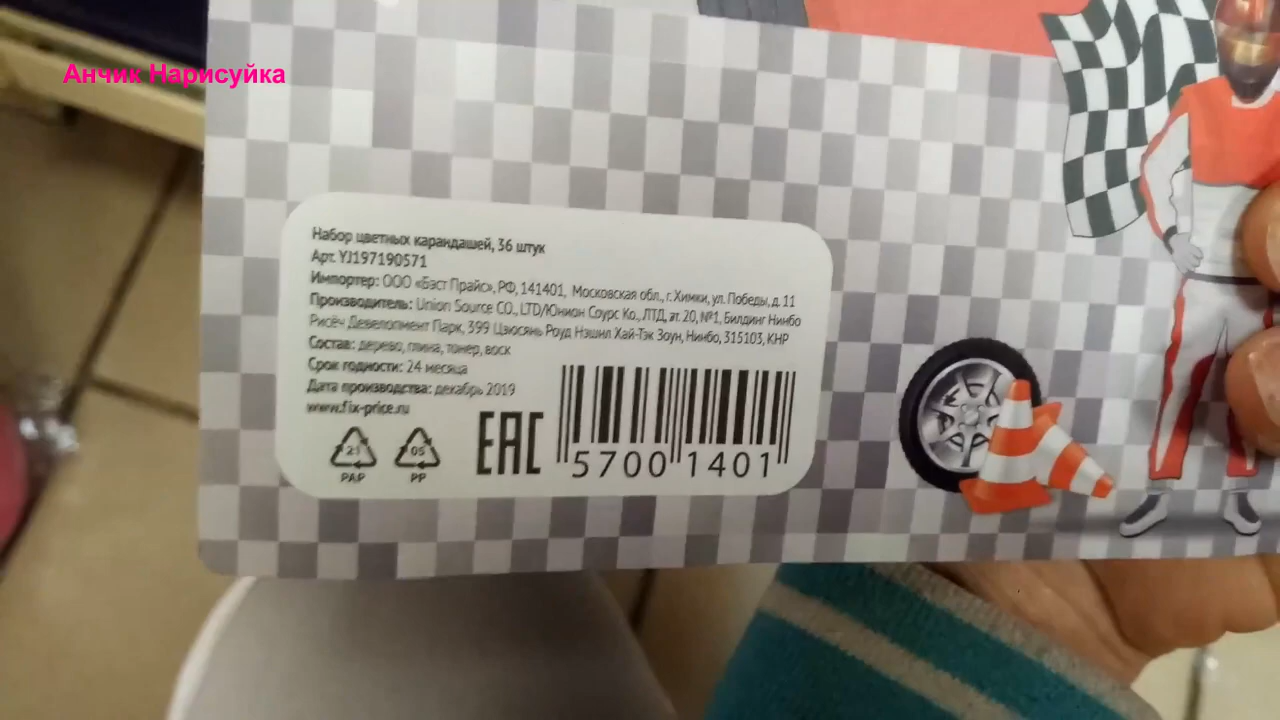 Анчик Нарисуйка
Набор цветных карандашей, 36 штук
Арт. YJ197190571
Импортер: ООО «Бэст Прайс», РФ, 141401, Московская обл., г. Химки, ул. Победы, д. 11
Производитель: Union Source CO., LTD/Юнион Соурс Ко., ЛТД, эт. 20, №1, Билдинг Нинбо
Рисёч Девелопмент Парк, 399 Цзюсянь Роуд Нэшнл Хай-Тэк Зоун, Нинбо, 315103, КНР
Состав: дерево, глина, тонер, воск
Срок годности: 24 месяца
Дата производства: декабрь 2019
www.fix-price.ru
21 05 EAC
PAP PP
5700 1401